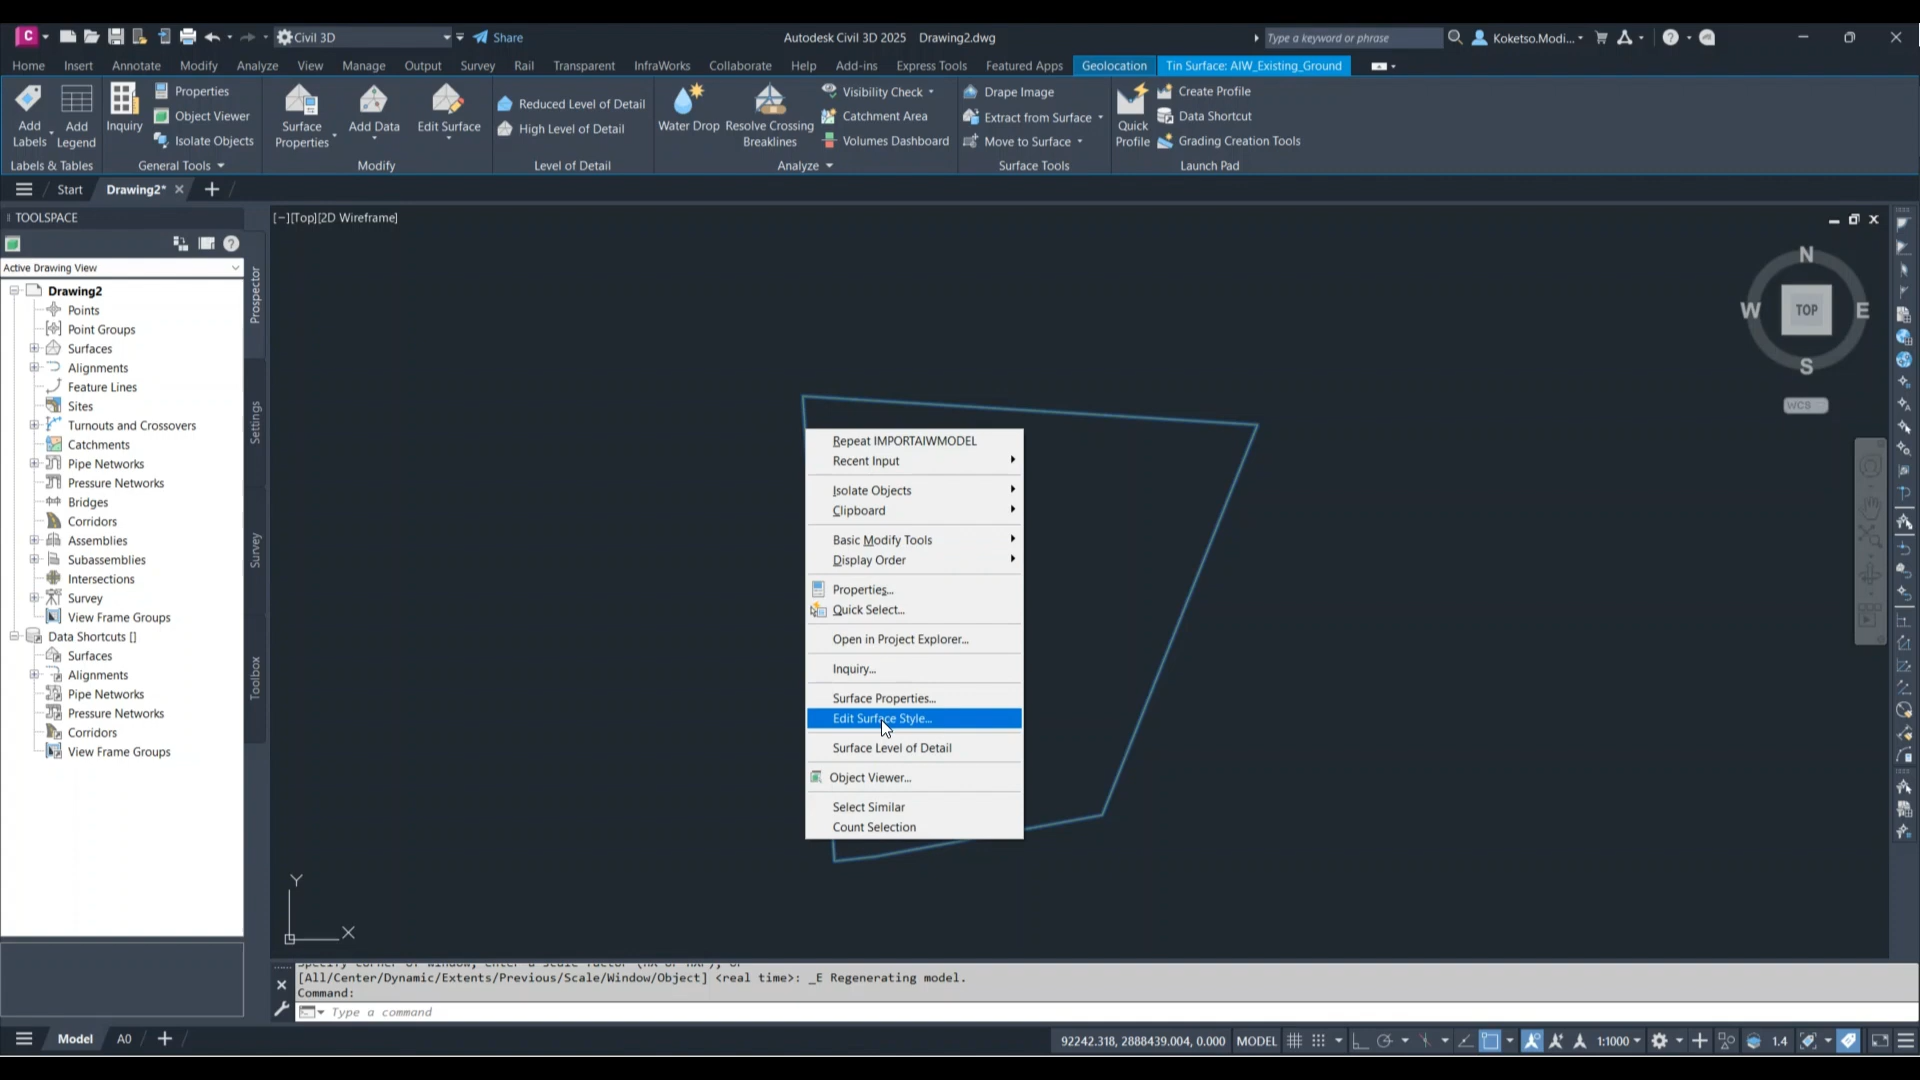 C
Civil 3D
Share
Autodesk Civil 3D 2025 Drawing2.dwg
Type a keyword or phrase
Koketso.Modi...
Home Insert Annotate Modify Analyze View Manage Output Survey Rail Transparent InfraWorks Collaborate Help Add-ins Express Tools Featured Apps Geolocation Tin Surface: AIW_Existing_Ground
Add Labels
Add Legend
Labels & Tables
Inquiry
Properties
Object Viewer
Isolate Objects
General Tools
Surface Properties
Add Data
Edit Surface
Modify
Reduced Level of Detail
High Level of Detail
Level of Detail
Water Drop
Resolve Crossing Breaklines
Visibility Check
Catchment Area
Volumes Dashboard
Analyze
Drape Image
Extract from Surface
Move to Surface
Surface Tools
Quick Profile
Create Profile
Data Shortcut
Grading Creation Tools
Launch Pad
Start Drawing2*
TOOLSPACE
Active Drawing View
Drawing2
Points
Point Groups
Surfaces
Alignments
Feature Lines
Sites
Turnouts and Crossovers
Catchments
Pipe Networks
Pressure Networks
Bridges
Corridors
Assemblies
Subassemblies
Intersections
Survey
View Frame Groups
Data Shortcuts []
Surfaces
Alignments
Pipe Networks
Pressure Networks
Corridors
View Frame Groups
Prospector
Settings
Survey
Toolbox
[−][Top][2D Wireframe]
N
W TOP E
S
WCS
Repeat IMPORTAIWMODEL
Recent Input
Isolate Objects
Clipboard
Basic Modify Tools
Display Order
Properties...
Quick Select...
Open in Project Explorer...
Inquiry...
Surface Properties...
Edit Surface Style...
Surface Level of Detail
Object Viewer...
Select Similar
Count Selection
Y
X
[All/Center/Dynamic/Extents/Previous/Scale/Window/Object] <real time>: _E Regenerating model.
Command:
Type a command
Model A0
92242.318, 2888439.004, 0.000 MODEL 1:1000 1.4